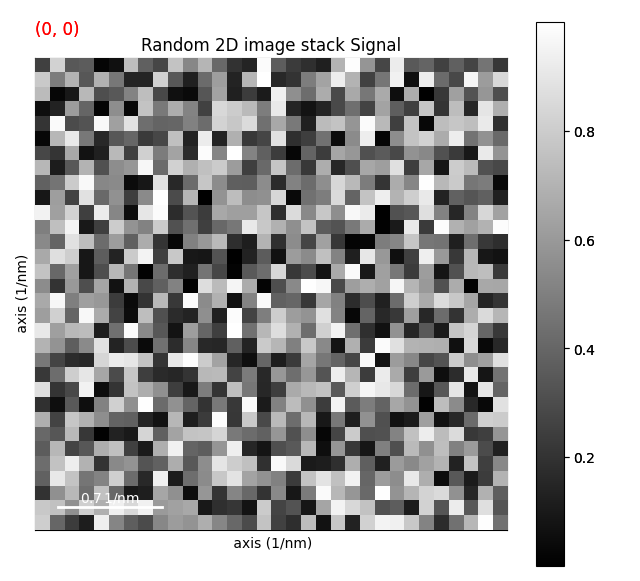 (0, 0)
Random 2D image stack Signal
0.8
0.6
0.4
0.2
axis (1/nm)
0.7 1/nm
axis (1/nm)